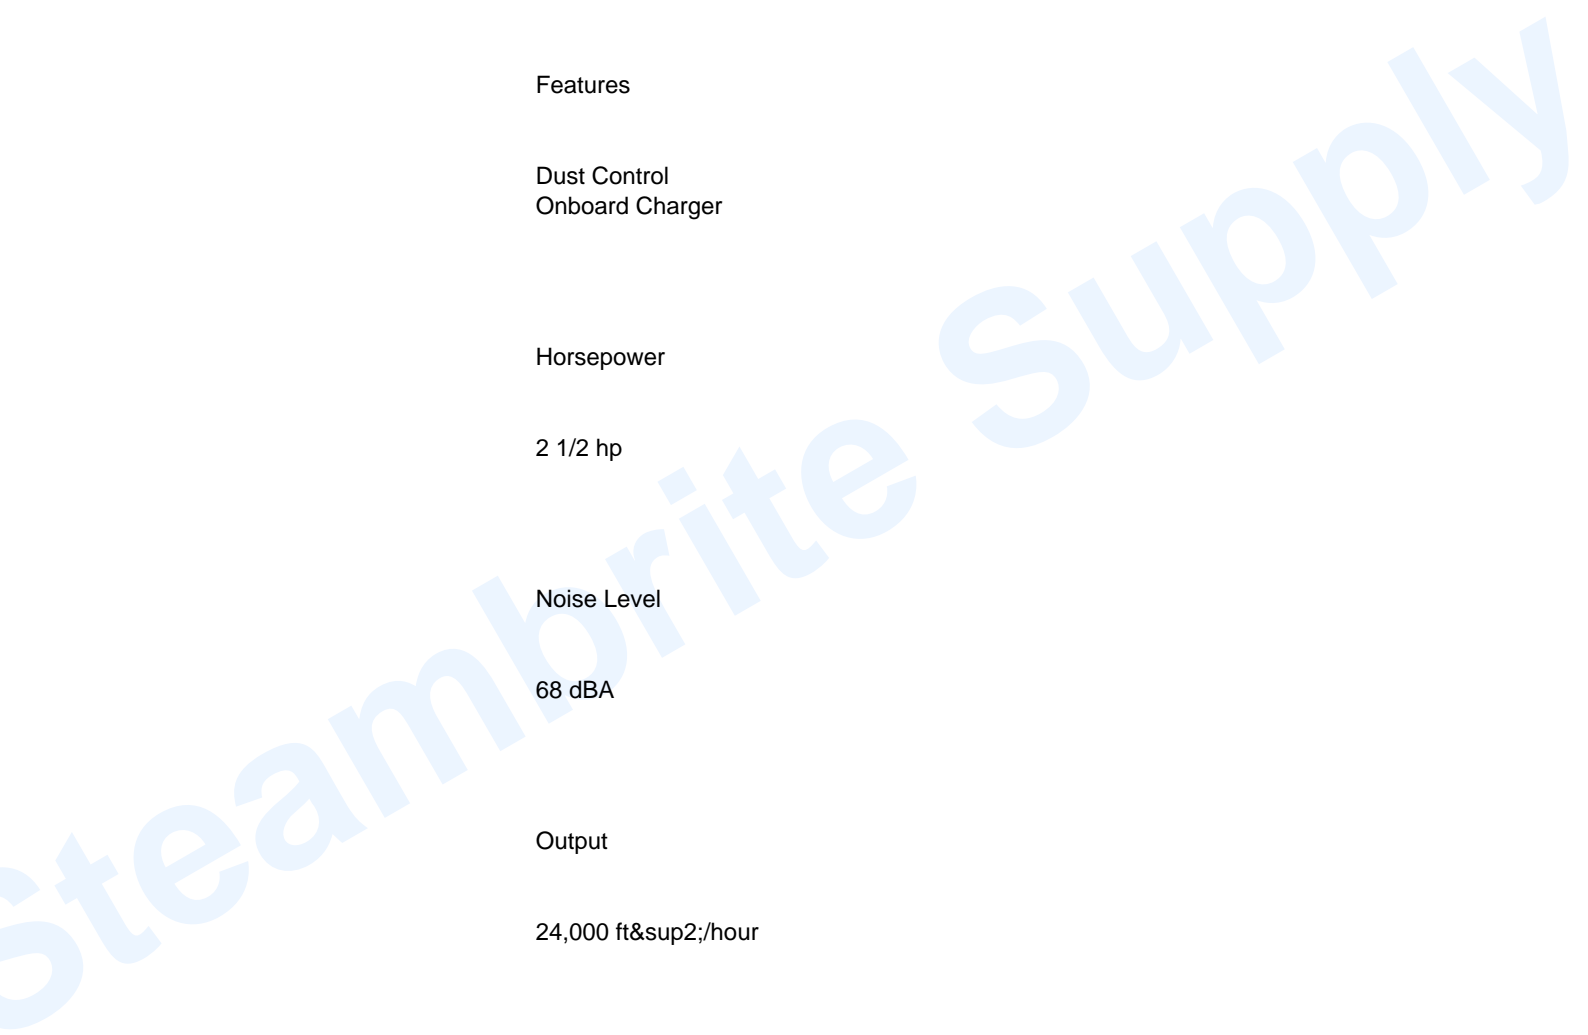 Features
Dust Control
Onboard Charger
Horsepower
2 1/2 hp
Noise Level
68 dBA
Output
24,000 ft&sup2;/hour
Steambrite Supply